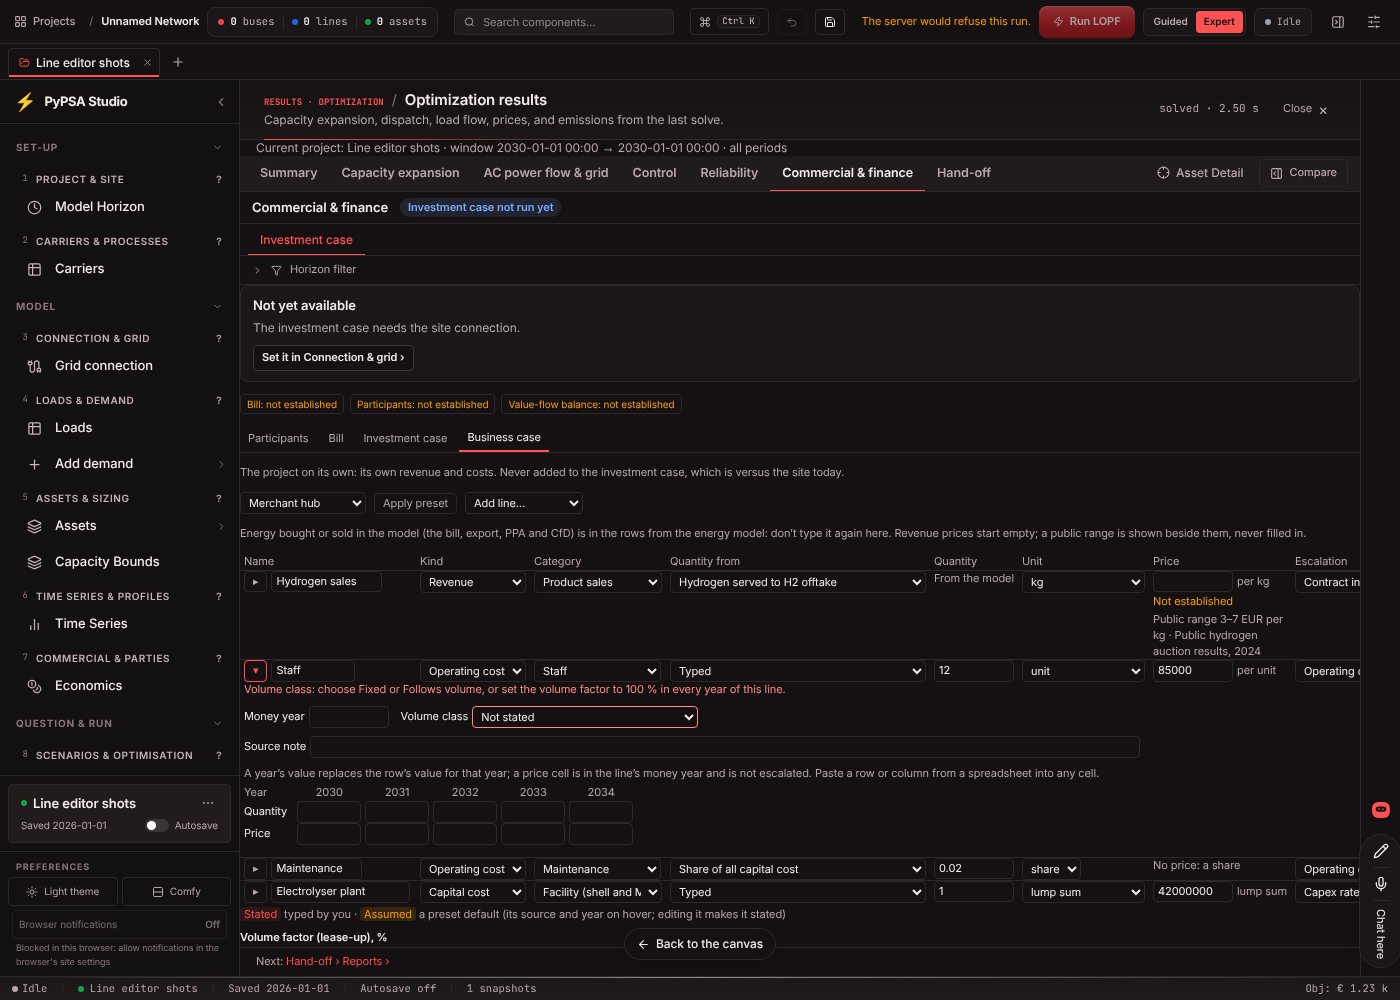 Projects / Unnamed Network 0 buses 0 lines 0 assets Search components... ⌘ Ctrl K The server would refuse this run. Run LOPF Guided Expert Idle
Line editor shots × +
PyPSA Studio
SET-UP
1 PROJECT & SITE ?
Model Horizon
2 CARRIERS & PROCESSES ?
Carriers
MODEL
3 CONNECTION & GRID ?
Grid connection
4 LOADS & DEMAND ?
Loads
Add demand
5 ASSETS & SIZING ?
Assets
Capacity Bounds
6 TIME SERIES & PROFILES ?
Time Series
7 COMMERCIAL & PARTIES ?
Economics
QUESTION & RUN
8 SCENARIOS & OPTIMISATION ?
Line editor shots ...
Saved 2026-01-01 Autosave
PREFERENCES
Light theme Comfy
Browser notifications Off
Blocked in this browser: allow notifications in the
browser's site settings
RESULTS · OPTIMIZATION / Optimization results
Capacity expansion, dispatch, load flow, prices, and emissions from the last solve.
solved · 2.50 s Close ×
Current project: Line editor shots · window 2030-01-01 00:00 → 2030-01-01 00:00 · all periods
Summary Capacity expansion AC power flow & grid Control Reliability Commercial & finance Hand-off Asset Detail Compare
Commercial & finance Investment case not run yet
Investment case
Horizon filter
Not yet available
The investment case needs the site connection.
Set it in Connection & grid ›
Bill: not established Participants: not established Value-flow balance: not established
Participants Bill Investment case Business case
The project on its own: its own revenue and costs. Never added to the investment case, which is versus the site today.
Merchant hub Apply preset Add line...
Energy bought or sold in the model (the bill, export, PPA and CfD) is in the rows from the energy model: don't type it again here. Revenue prices start empty; a public range is shown beside them, never filled in.
Name Kind Category Quantity from Quantity Unit Price Escalation
Hydrogen sales Revenue Product sales Hydrogen served to H2 offtake From the model kg per kg Contract in
Not established
Public range 3–7 EUR per
kg · Public hydrogen
auction results, 2024
Staff Operating cost Staff Typed 12 unit 85000 per unit Operating c
Volume class: choose Fixed or Follows volume, or set the volume factor to 100 % in every year of this line.
Money year Volume class Not stated
Source note
A year's value replaces the row's value for that year; a price cell is in the line's money year and is not escalated. Paste a row or column from a spreadsheet into any cell.
Year 2030 2031 2032 2033 2034
Quantity
Price
Maintenance Operating cost Maintenance Share of all capital cost 0.02 share No price: a share Operating c
Electrolyser plant Capital cost Facility (shell and M Typed 1 lump sum 42000000 lump sum Capex rate
Stated typed by you · Assumed a preset default (its source and year on hover; editing it makes it stated)
Volume factor (lease-up), %
← Back to the canvas
Next: Hand-off › Reports ›
Chat here
Idle Line editor shots Saved 2026-01-01 Autosave off 1 snapshots Obj: € 1.23 k